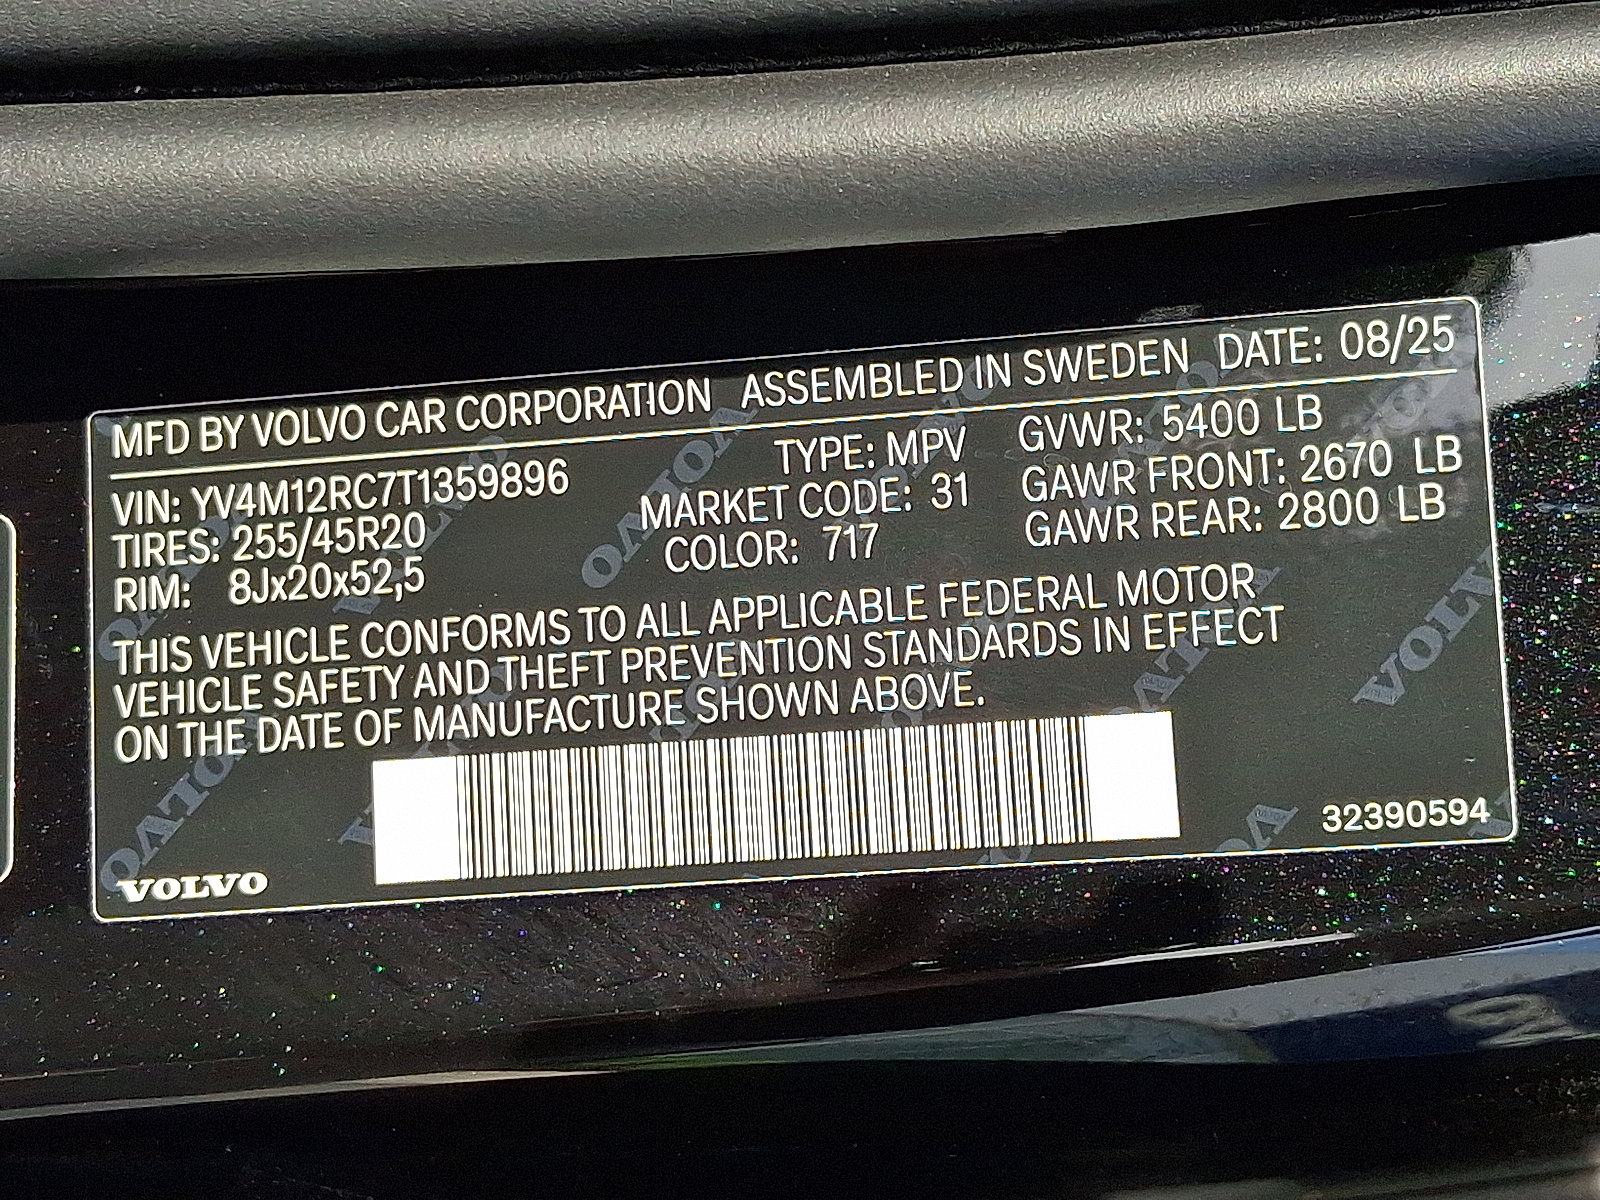 MFD BY VOLVO CAR CORPORATION ASSEMBLED IN SWEDEN DATE: 08/25
VIN: YV4M12RC7T1359896 TYPE: MPV GVWR: 5400 LB
TIRES: 255/45R20 MARKET CODE: 31 GAWR FRONT: 2670 LB
RIM: 8Jx20x52,5 COLOR: 717 GAWR REAR: 2800 LB
THIS VEHICLE CONFORMS TO ALL APPLICABLE FEDERAL MOTOR
VEHICLE SAFETY AND THEFT PREVENTION STANDARDS IN EFFECT
ON THE DATE OF MANUFACTURE SHOWN ABOVE.
VOLVO 32390594